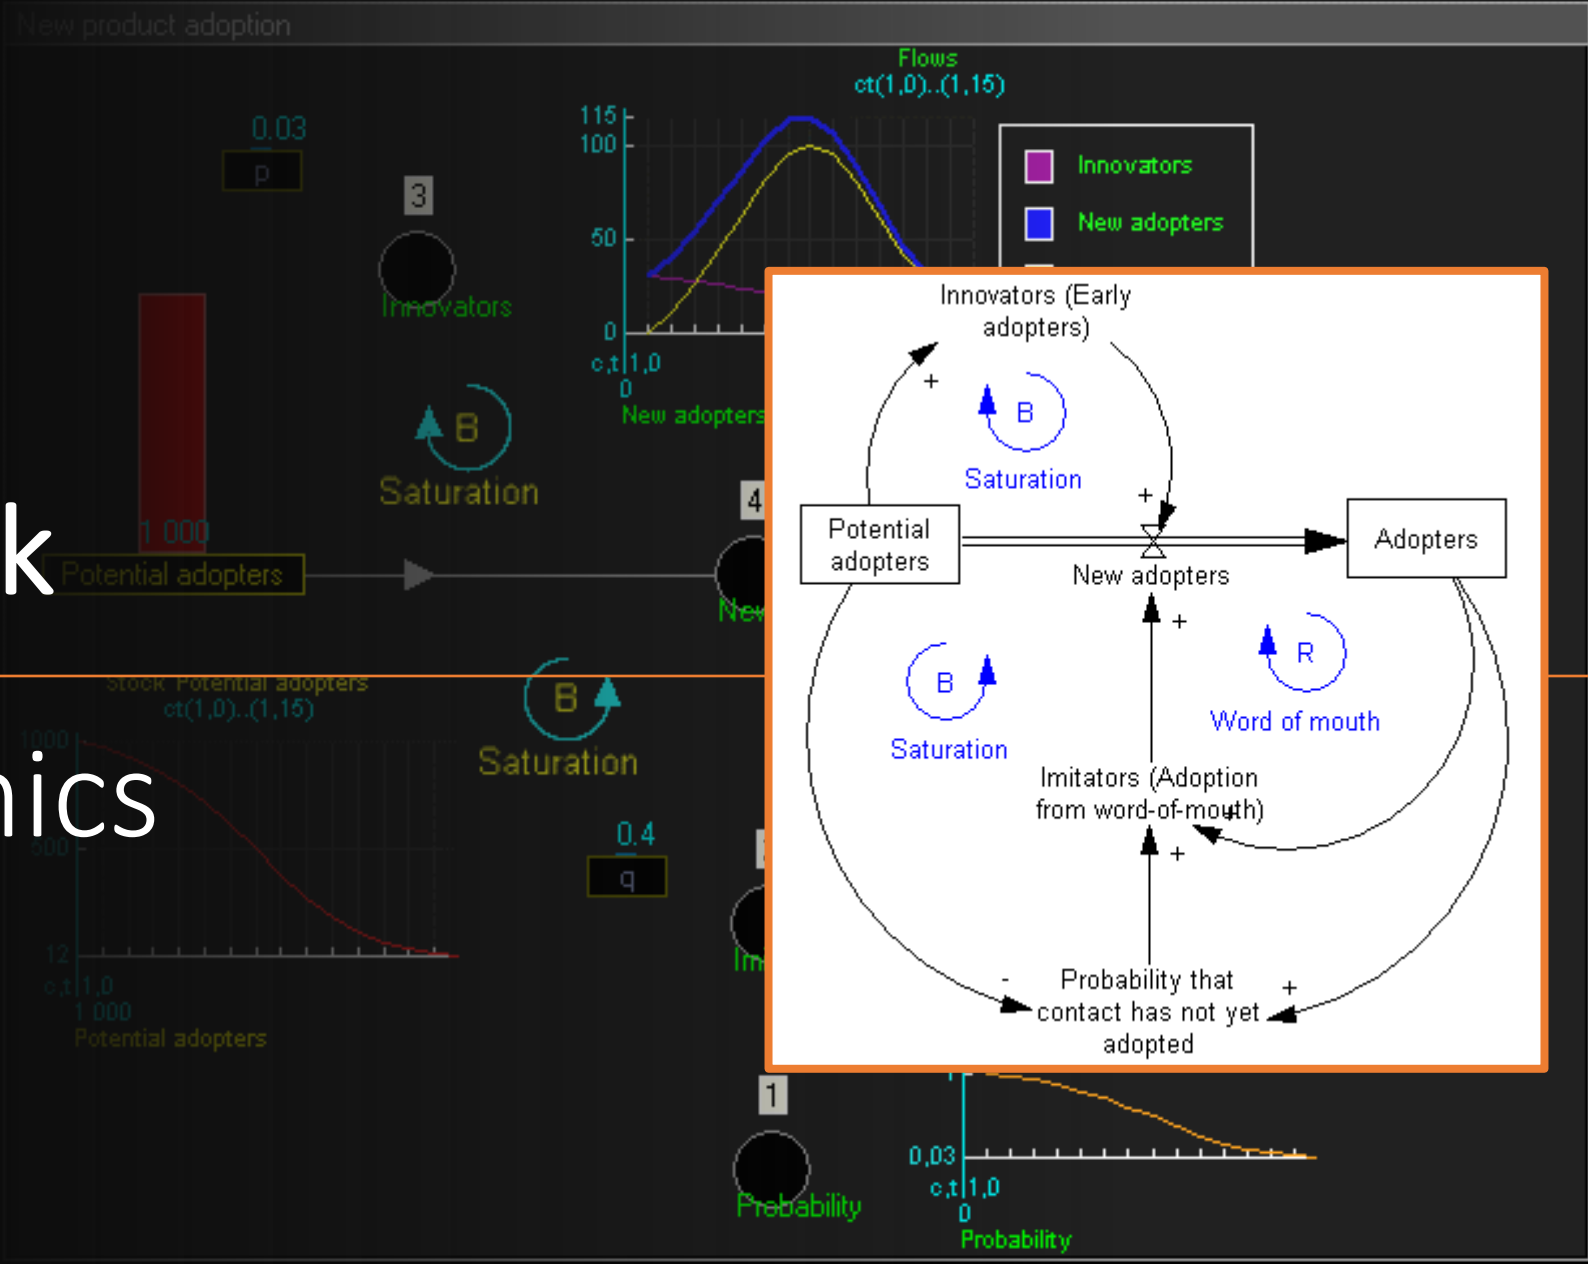 New product adoption
Flows
ct(1,0)..(1,15)
115
100
50
0
c,t 1,0
0
New adopters
Innovators
New adopters
0.03
p
3
Innovators
B
Saturation
1 000
Potential adopters
4
New
k
nics
Stock Potential adopters
ct(1,0)..(1,15)
1000
500
12
c,t 1,0
1 000
Potential adopters
B
Saturation
0.4
q
Im
1
Probability
0,03
c,t 1,0
0
Probability
Innovators (Early
adopters)
+
B
Saturation
+
Potential
adopters
New adopters
Adopters
+
B
Saturation
R
Word of mouth
Imitators (Adoption
from word-of-mouth)
+
+
-
Probability that
contact has not yet
adopted
+